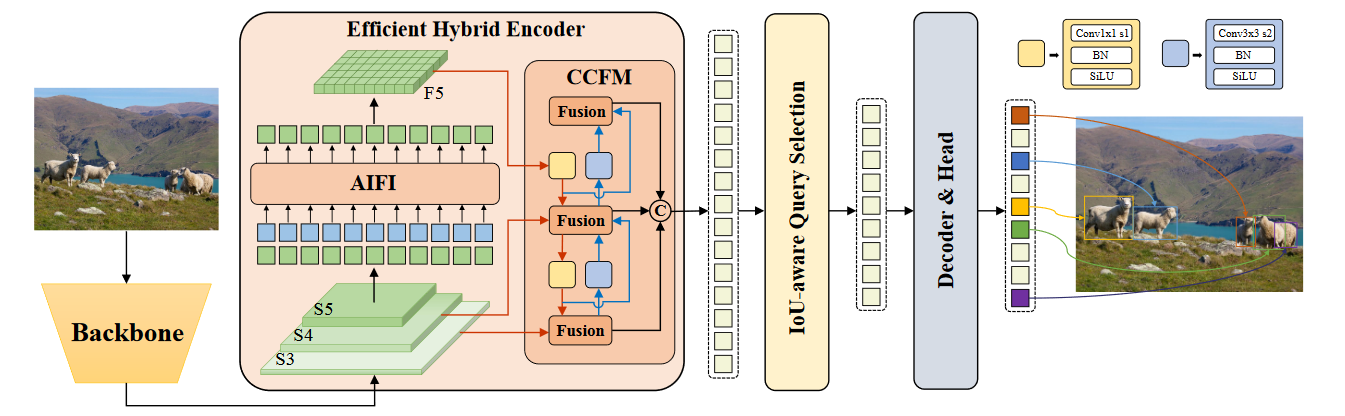 Efficient Hybrid Encoder
F5
AIFI
S5
S4
S3
CCFM
Fusion
Fusion
Fusion
C
Backbone
IoU-aware Query Selection
Decoder & Head
Conv1x1 s1
BN
SiLU
Conv3x3 s2
BN
SiLU